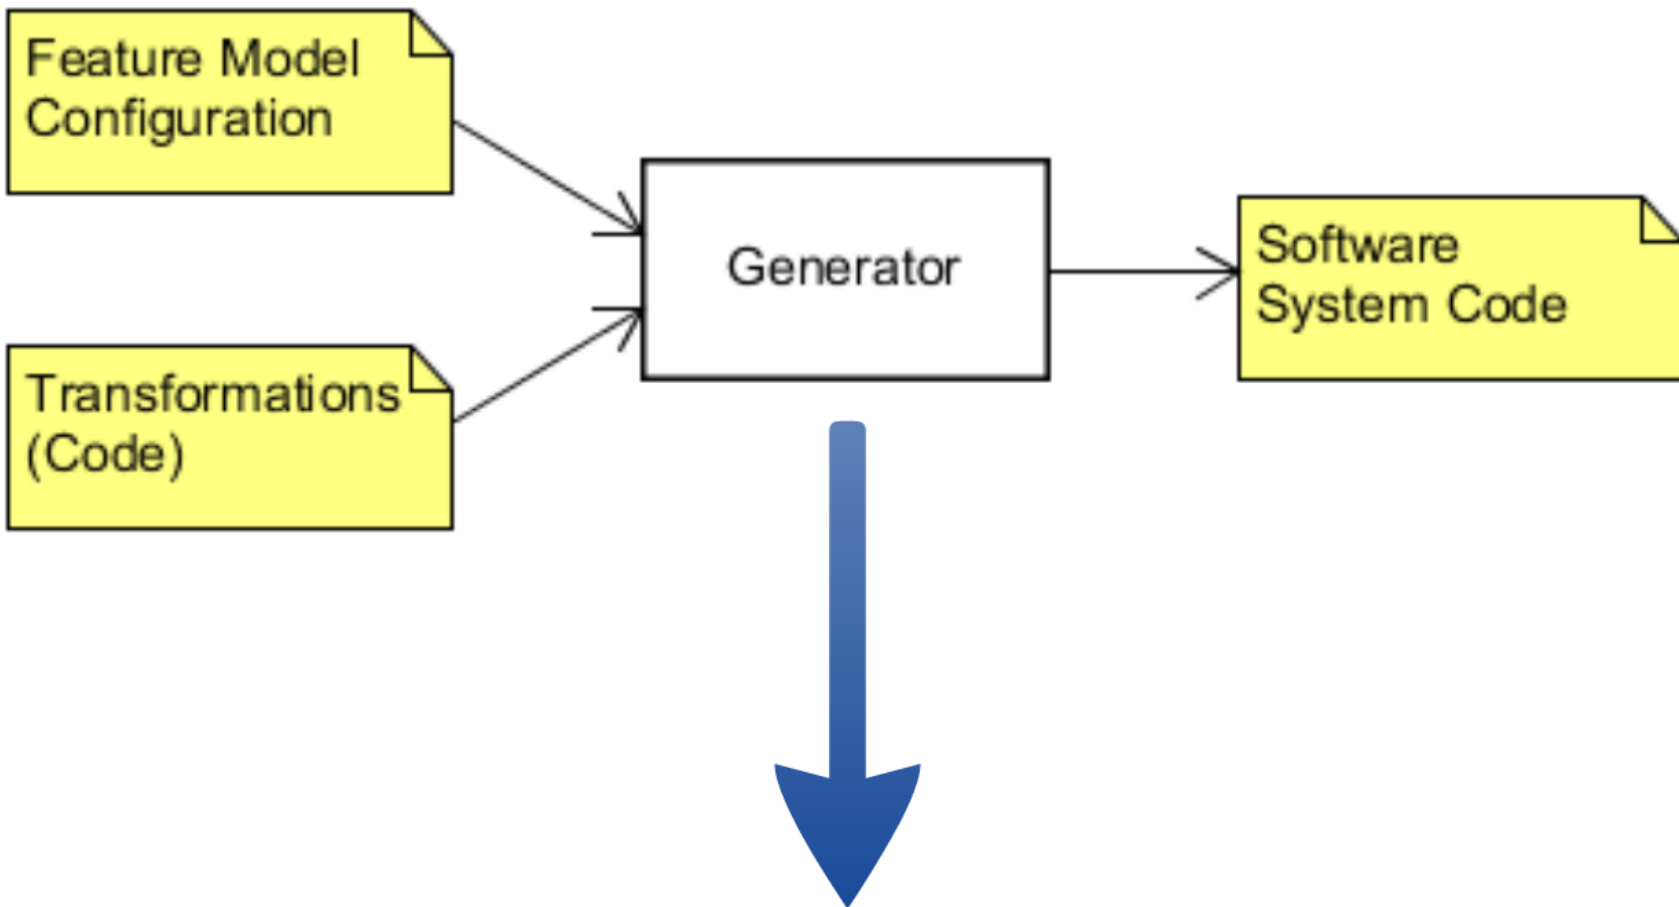 Feature Model
Configuration
Generator
Software
System Code
Transformations
(Code)